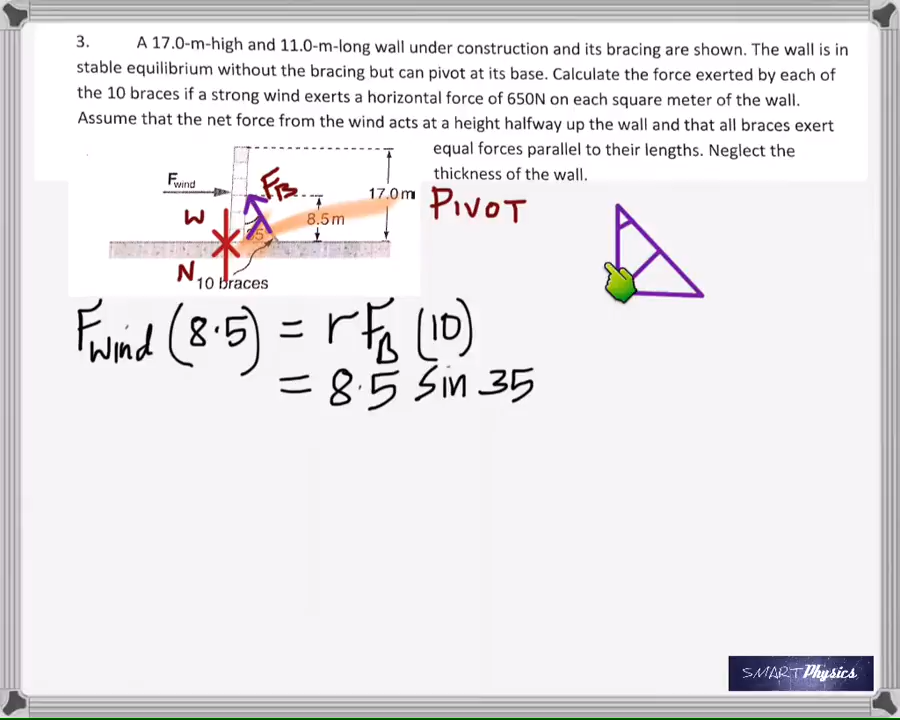 3. A 17.0-m-high and 11.0-m-long wall under construction and its bracing are shown. The wall is in
stable equilibrium without the bracing but can pivot at its base. Calculate the force exerted by each of
the 10 braces if a strong wind exerts a horizontal force of 650N on each square meter of the wall.
Assume that the net force from the wind acts at a height halfway up the wall and that all braces exert
equal forces parallel to their lengths. Neglect the
thickness of the wall.
Fwind
FB
17.0 m
PIVOT
W
8.5 m
35
N
10 braces
Fwind (8.5) = r FB (10)
= 8.5 Sin 35
SMART Physics